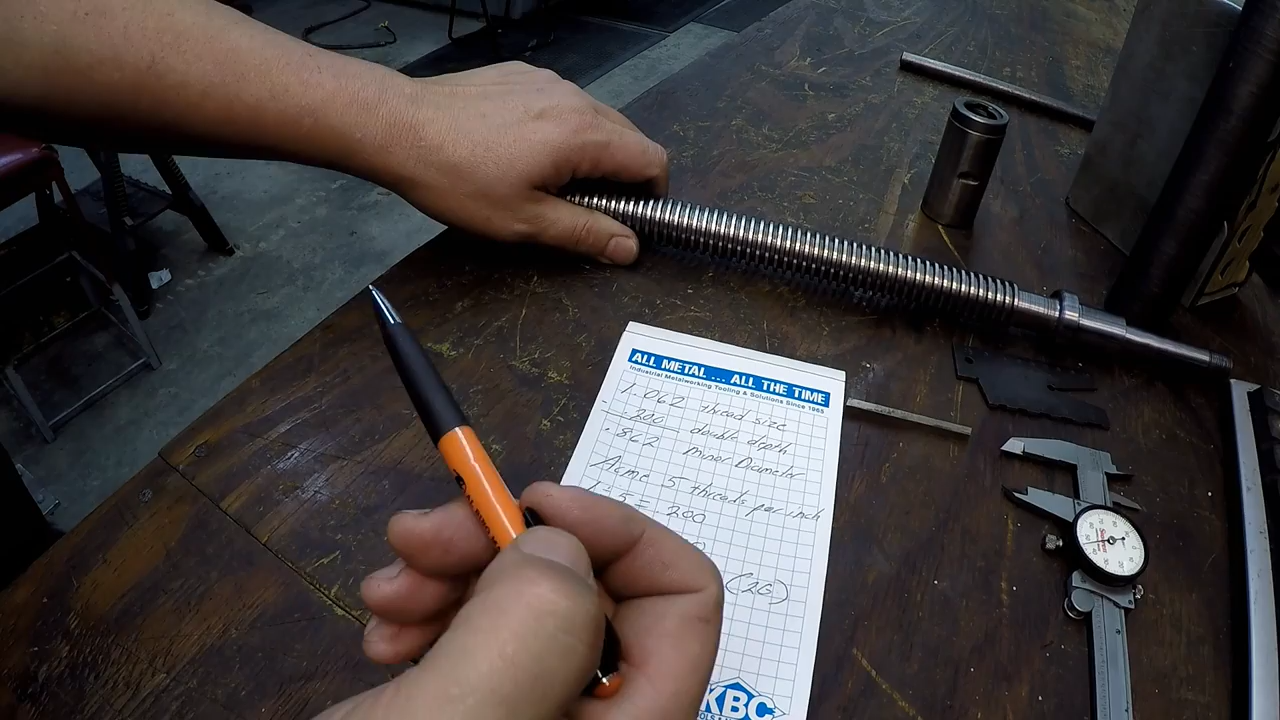 ALL METAL ... ALL THE TIME
Industrial Metalworking Tooling & Solutions Since 1965
1.062 thread size
- .200 double depth
.862 minor Diameter
Acme 5 threads per inch
1÷5=.200
(2G)
KBC
Starrett